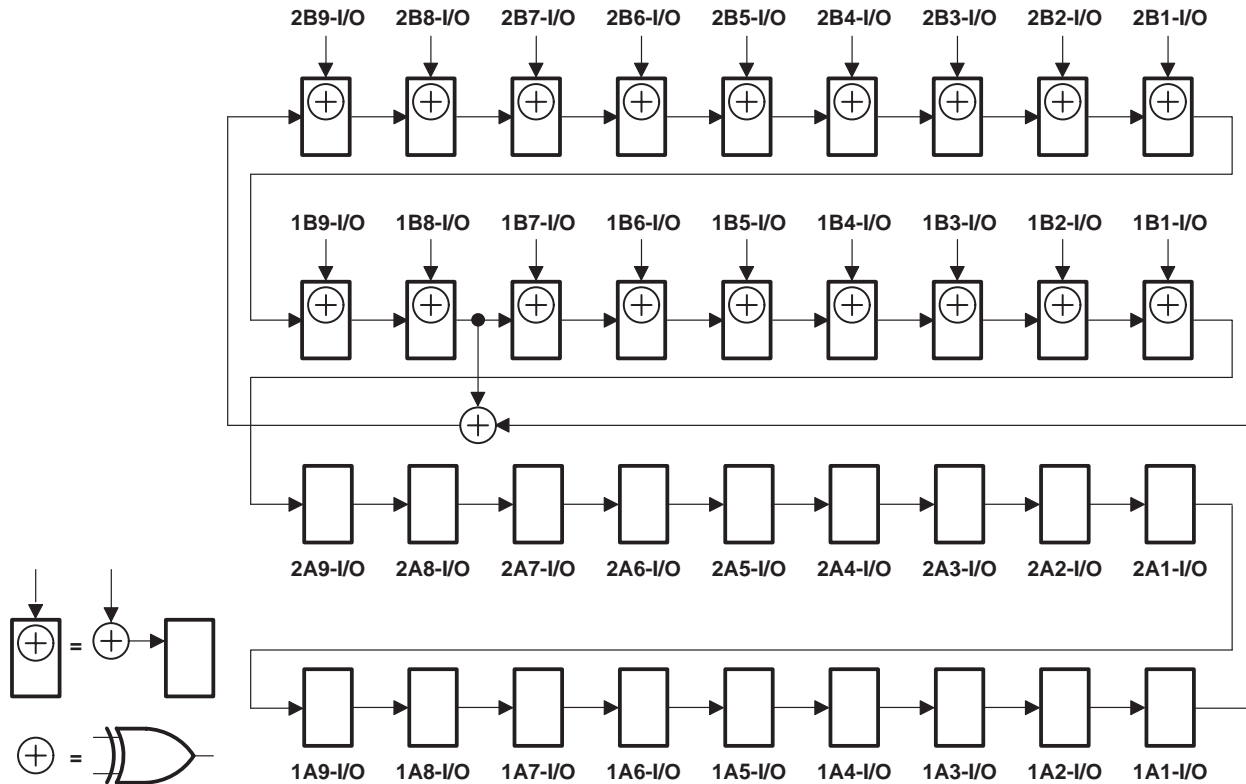 2B9-I/O 2B8-I/O 2B7-I/O 2B6-I/O 2B5-I/O 2B4-I/O 2B3-I/O 2B2-I/O 2B1-I/O
1B9-I/O 1B8-I/O 1B7-I/O 1B6-I/O 1B5-I/O 1B4-I/O 1B3-I/O 1B2-I/O 1B1-I/O
2A9-I/O 2A8-I/O 2A7-I/O 2A6-I/O 2A5-I/O 2A4-I/O 2A3-I/O 2A2-I/O 2A1-I/O
=
=
1A9-I/O 1A8-I/O 1A7-I/O 1A6-I/O 1A5-I/O 1A4-I/O 1A3-I/O 1A2-I/O 1A1-I/O